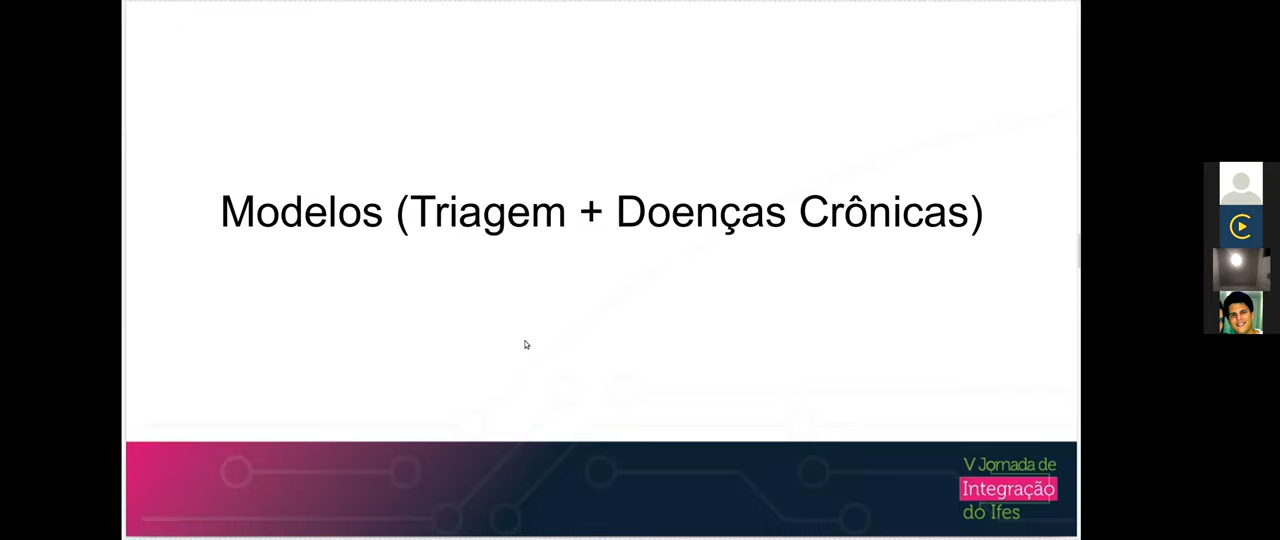 Modelos (Triagem + Doenças Crônicas)
V Jornada de
Integração
do Ifes